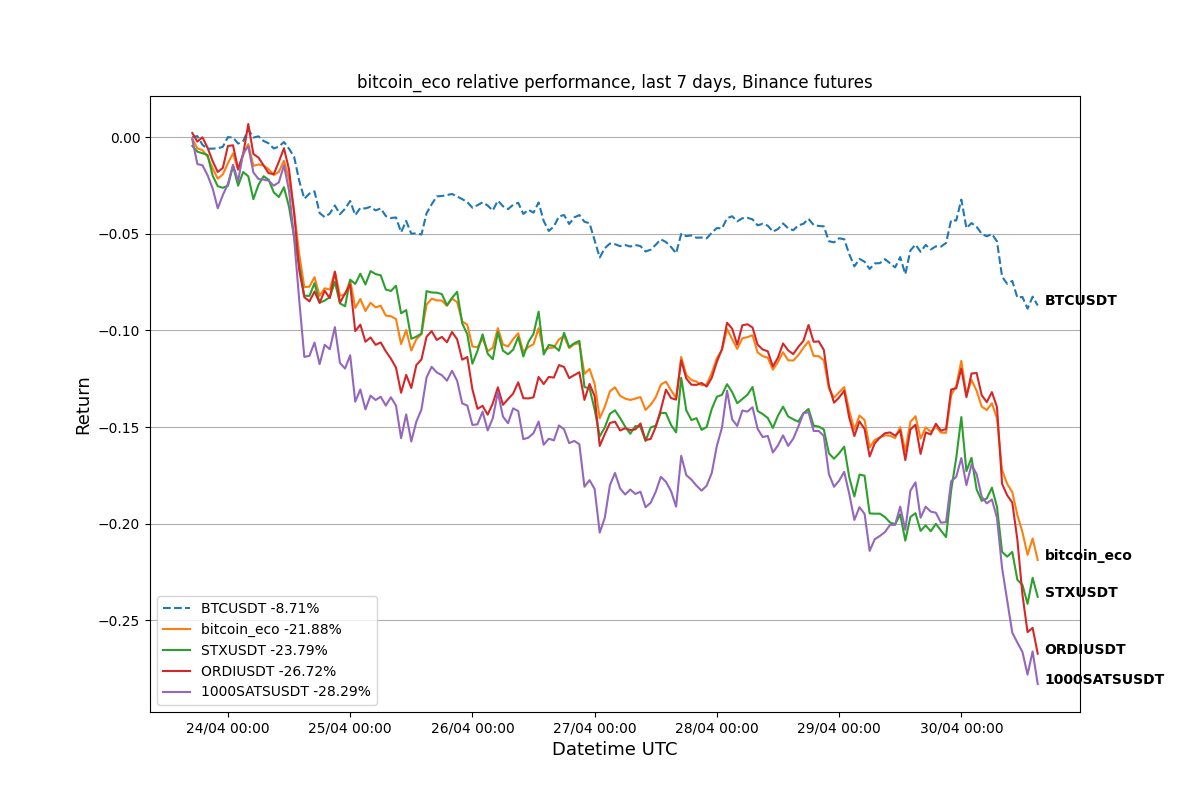 bitcoin_eco relative performance, last 7 days, Binance futures
0.00
−0.05
−0.10
−0.15
−0.20
−0.25
Return
BTCUSDT
bitcoin_eco
STXUSDT
ORDIUSDT
1000SATSUSDT
BTCUSDT -8.71%
bitcoin_eco -21.88%
STXUSDT -23.79%
ORDIUSDT -26.72%
1000SATSUSDT -28.29%
24/04 00:00 25/04 00:00 26/04 00:00 27/04 00:00 28/04 00:00 29/04 00:00 30/04 00:00
Datetime UTC